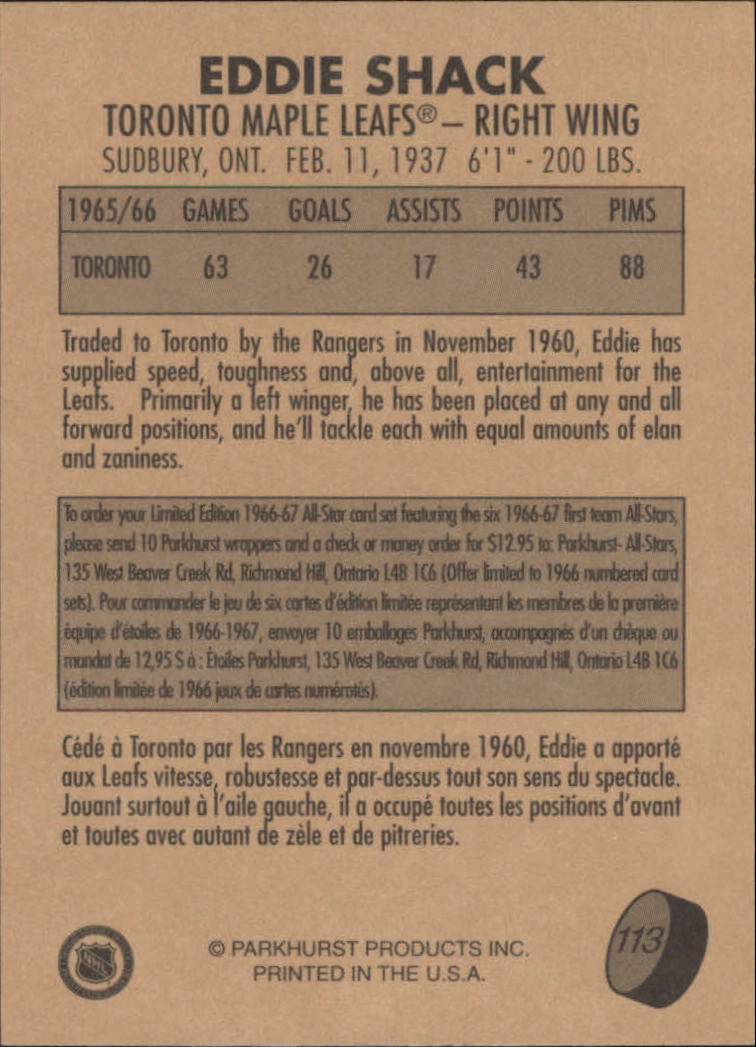 EDDIE SHACK
TORONTO MAPLE LEAFS® – RIGHT WING
SUDBURY, ONT. FEB. 11, 1937 6'1" - 200 LBS.
1965/66 GAMES GOALS ASSISTS POINTS PIMS
TORONTO 63 26 17 43 88
Traded to Toronto by the Rangers in November 1960, Eddie has
supplied speed, toughness and, above all, entertainment for the
Leafs. Primarily a left winger, he has been placed at any and all
forward positions, and he'll tackle each with equal amounts of elan
and zaniness.
To order your Limited Edition 1966-67 All-Star card set featuring the six 1966-67 first team All-Stars,
please send 10 Parkhurst wrappers and a check or money order for $12.95 to: Parkhurst- All-Stars,
135 West Beaver Creek Rd, Richmond Hill, Ontario L4B 1C6 (Offer limited to 1966 numbered card
sets). Pour commander le jeu de six cartes d'édition limitée représentant les membres de la première
équipe d'étoiles de 1966-1967, envoyer 10 emballages Parkhurst, accompagnés d'un chèque ou
mandat de 12,95 $ à : Étoiles Parkhurst, 135 West Beaver Creek Rd, Richmond Hill, Ontario L4B 1C6
(édition limitée de 1966 jeux de cartes numérotés).
Cédé à Toronto par les Rangers en novembre 1960, Eddie a apporté
aux Leafs vitesse, robustesse et par-dessus tout son sens du spectacle.
Jouant surtout à l'aile gauche, il a occupé toutes les positions d'avant
et toutes avec autant de zèle et de pitreries.
NHL
© PARKHURST PRODUCTS INC.
PRINTED IN THE U.S.A.
113